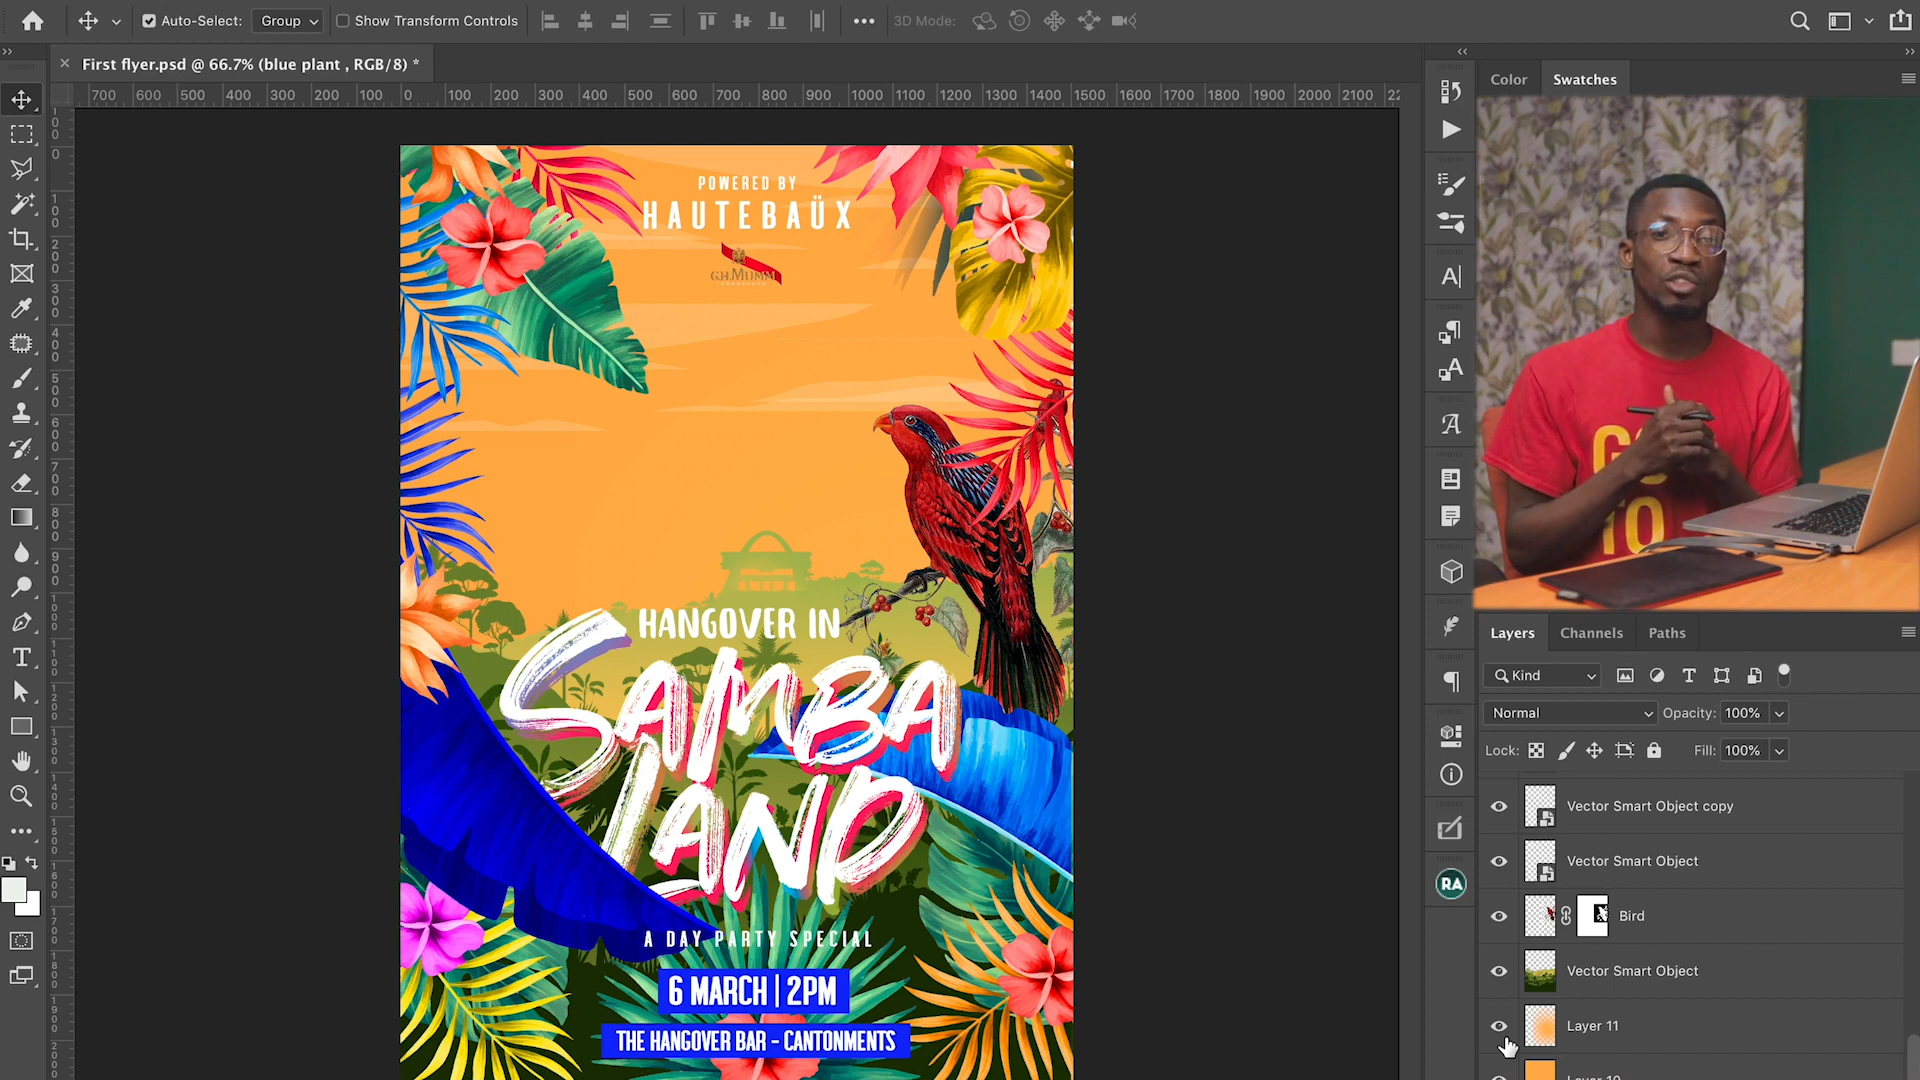 Auto-Select: Group Show Transform Controls 3D Mode:
First flyer.psd @ 66.7% (blue plant , RGB/8) *
700 600 500 400 300 200 100 0 100 200 300 400 500 600 700 800 900 1000 1100 1200 1300 1400 1500 1600 1700 1800 1900 2000 2100
Color Swatches
POWERED BY
HAUTEBAÜX
G.H.MUMM
HANGOVER IN
SAMBA
LAND
A DAY PARTY SPECIAL
6 MARCH | 2PM
THE HANGOVER BAR - CANTONMENTS
GO
TO
RA
Layers Channels Paths
Kind
Normal Opacity: 100%
Lock: Fill: 100%
Vector Smart Object copy
Vector Smart Object
Bird
Vector Smart Object
Layer 11